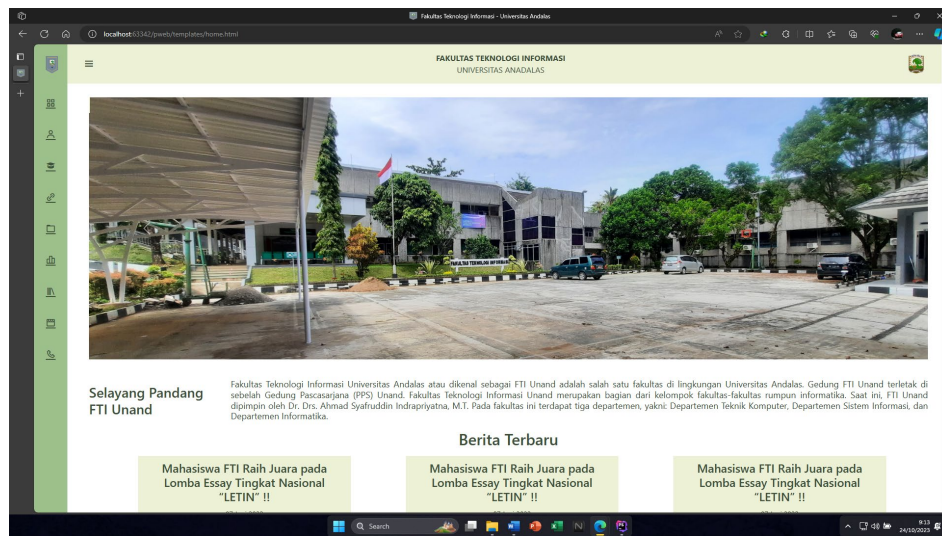 Fakultas Teknologi Informasi - Universitas Andalas
localhost:63342/pweb/templates/home.html
FAKULTAS TEKNOLOGI INFORMASI
UNIVERSITAS ANADALAS
FAKULTAS TEKNOLOGI INFORMASI
Selayang Pandang
FTI Unand
Fakultas Teknologi Informasi Universitas Andalas atau dikenal sebagai FTI Unand adalah salah satu fakultas di lingkungan Universitas Andalas. Gedung FTI Unand terletak di
sebelah Gedung Pascasarjana (PPS) Unand. Fakultas Teknologi Informasi Unand merupakan bagian dari kelompok fakultas-fakultas rumpun informatika. Saat ini, FTI Unand
dipimpin oleh Dr. Drs. Ahmad Syafruddin Indrapriyatna, M.T. Pada fakultas ini terdapat tiga departemen, yakni: Departemen Teknik Komputer, Departemen Sistem Informasi, dan
Departemen Informatika.
Berita Terbaru
Mahasiswa FTI Raih Juara pada
Lomba Essay Tingkat Nasional
"LETIN" !!
Mahasiswa FTI Raih Juara pada
Lomba Essay Tingkat Nasional
"LETIN" !!
Mahasiswa FTI Raih Juara pada
Lomba Essay Tingkat Nasional
"LETIN" !!
Search
9:13
24/10/2023